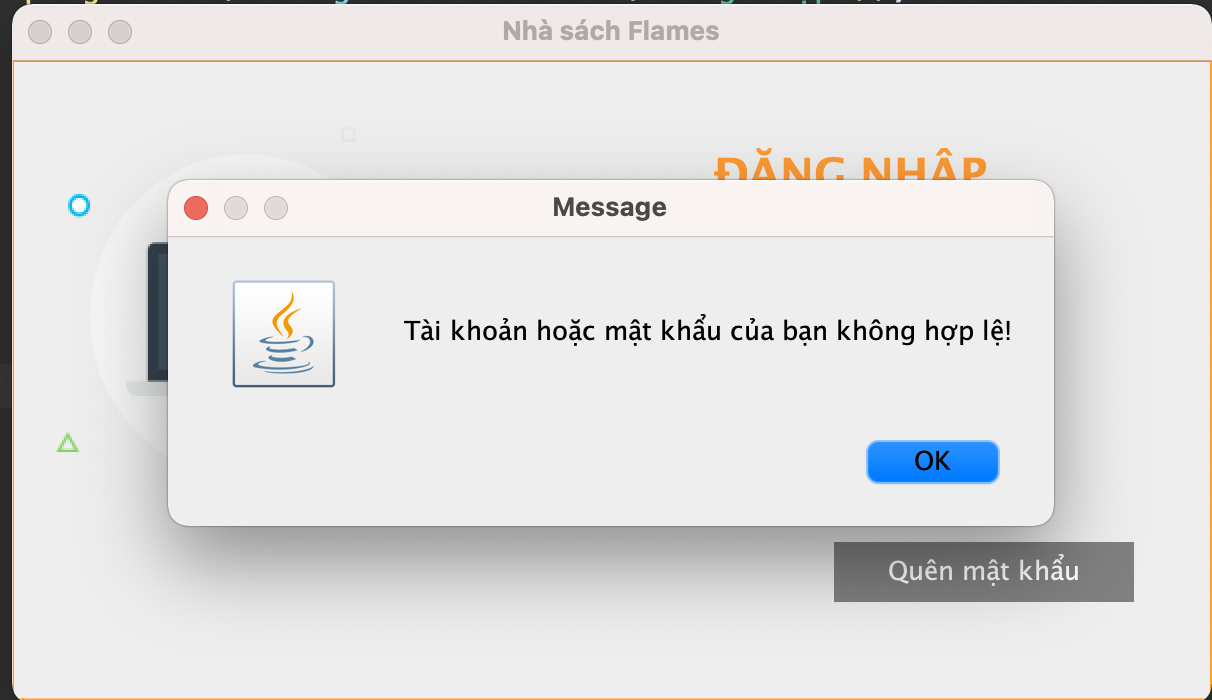 Nhà sách Flames
ĐĂNG NHẬP
Message
Tài khoản hoặc mật khẩu của bạn không hợp lệ!
OK
Quên mật khẩu